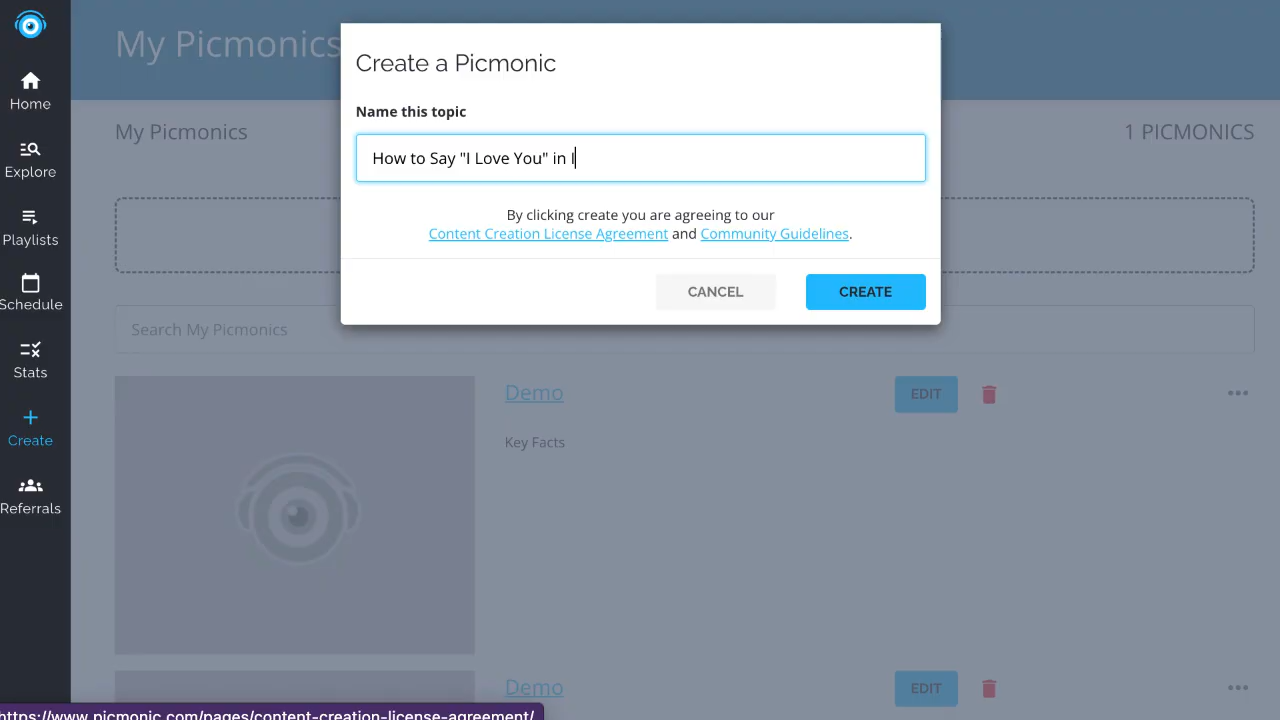 My Picmonics
Create a Picmonic
Home
Name this topic
My Picmonics
1 PICMONICS
How to Say "I Love You" in I
Explore
By clicking create you are agreeing to our
Content Creation License Agreement and Community Guidelines.
Playlists
CANCEL
CREATE
Schedule
Search My Picmonics
Stats
Demo
EDIT
Create
Key Facts
Referrals
Demo
EDIT
https://www.picmonic.com/pages/content-creation-license-agreement/